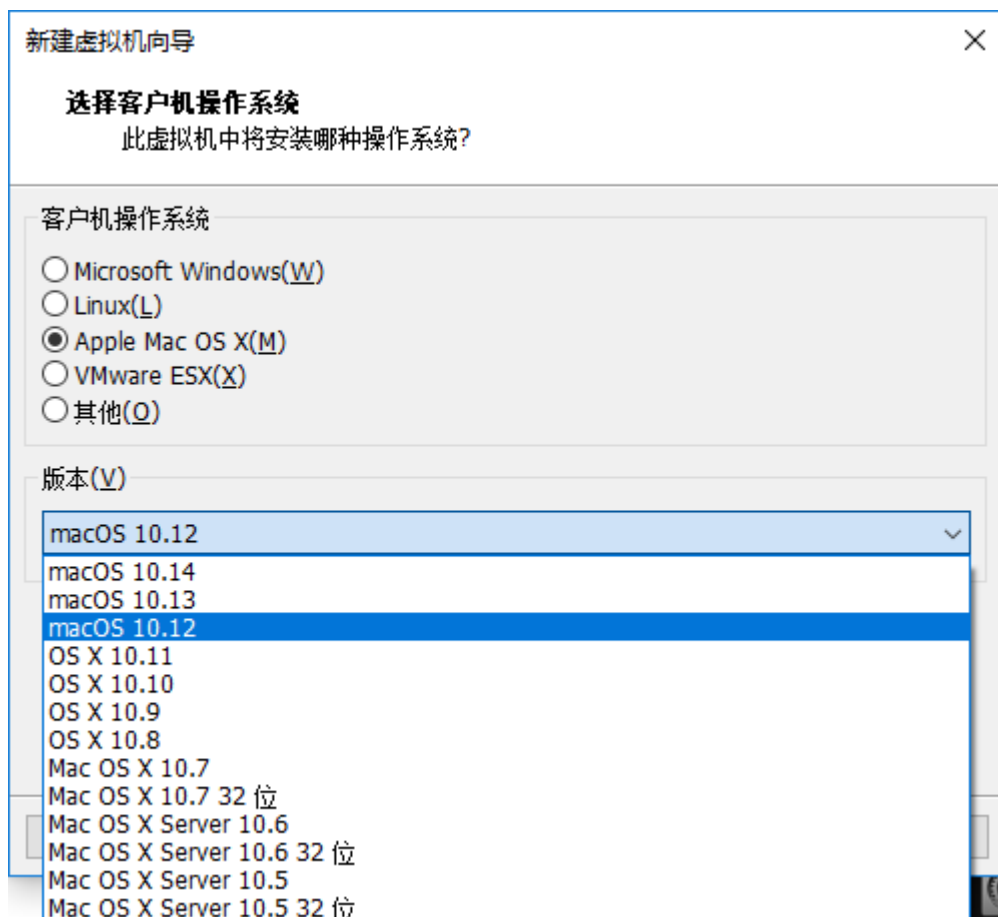 新建虚拟机向导
选择客户机操作系统
此虚拟机中将安装哪种操作系统?
客户机操作系统
Microsoft Windows(W)
Linux(L)
Apple Mac OS X(M)
VMware ESX(X)
其他(O)
版本(V)
macOS 10.12
macOS 10.14
macOS 10.13
macOS 10.12
OS X 10.11
OS X 10.10
OS X 10.9
OS X 10.8
Mac OS X 10.7
Mac OS X 10.7 32 位
Mac OS X Server 10.6
Mac OS X Server 10.6 32 位
Mac OS X Server 10.5
Mac OS X Server 10.5 32 位